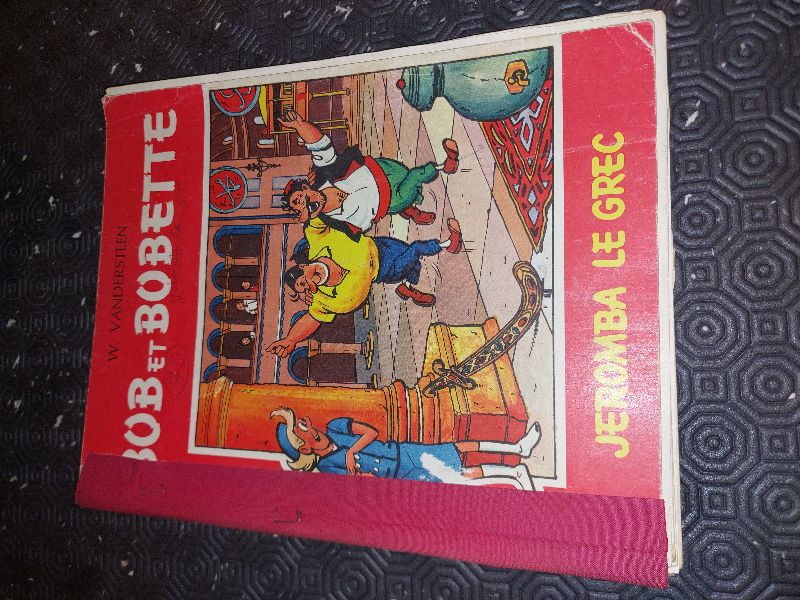 W. VANDERSTEEN
BOB ET BOBETTE
JEROMBA LE GREC